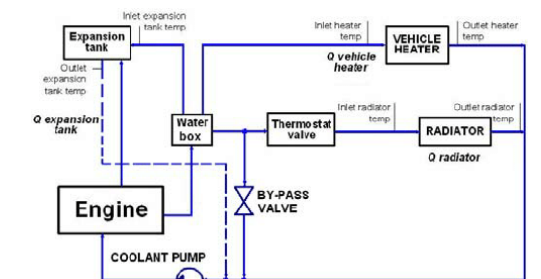 Inlet expansion
tank temp
Expansion
tank
Outlet
expansion
tank temp
Q expansion
tank
Inlet heater
temp
VEHICLE
HEATER
Outlet heater
temp
Q vehicle
heater
Water
box
Thermostat
valve
Inlet radiator
temp
RADIATOR
Outlet radiator
temp
Q radiator
BY-PASS
VALVE
Engine
COOLANT PUMP